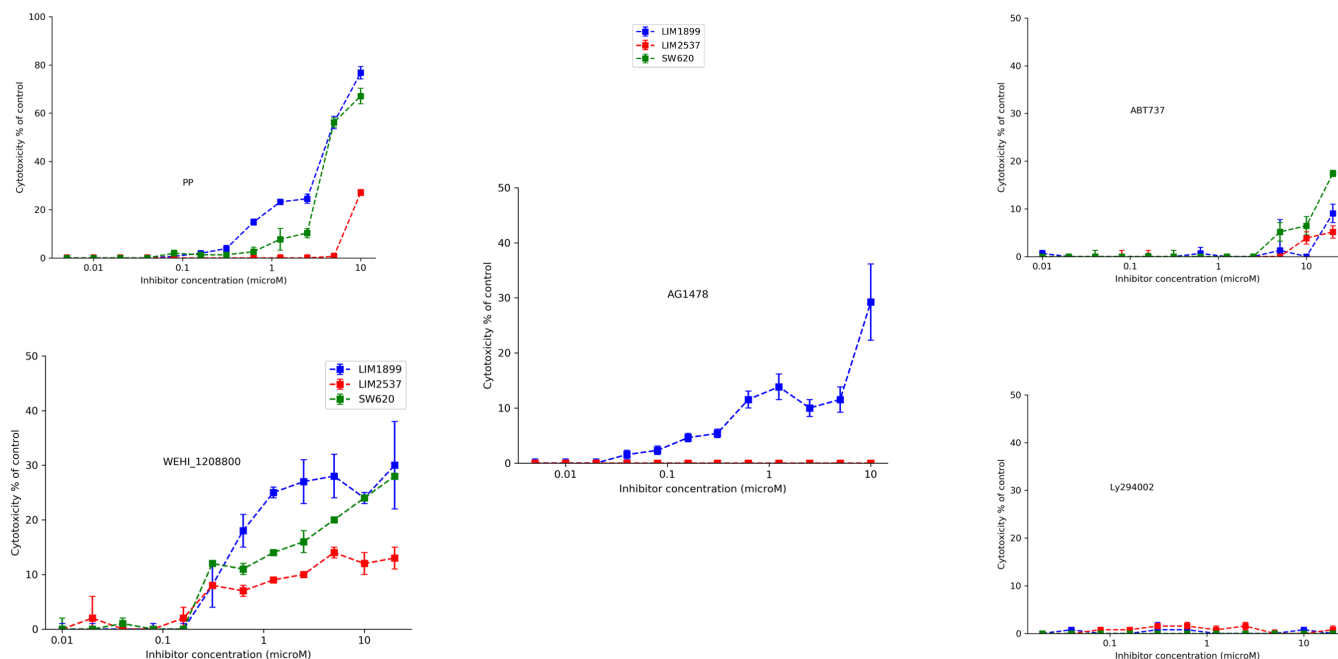 100
80
60
40
20
0
Cytotoxicity % of control
PP
0.01
0.1
1
10
Inhibitor concentration (microM)
LIM1899
LIM2537
SW620
50
40
30
20
10
0
Cytotoxicity % of control
ABT737
0.01
0.1
1
10
Inhibitor concentration (microM)
50
40
30
20
10
0
Cytotoxicity % of control
AG1478
0.01
0.1
1
10
Inhibitor concentration (microM)
50
40
30
20
10
0
Cytotoxicity % of control
LIM1899
LIM2537
SW620
WEHI_1208800
0.01
0.1
1
10
Inhibitor concentration (microM)
50
40
30
20
10
0
Cytotoxicity % of control
Ly294002
0.1
1
10
Inhibitor concentration (microM)